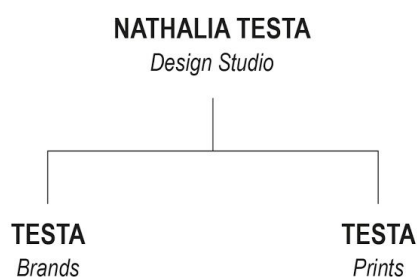 NATHALIA TESTA
Design Studio
TESTA
Brands
TESTA
Prints